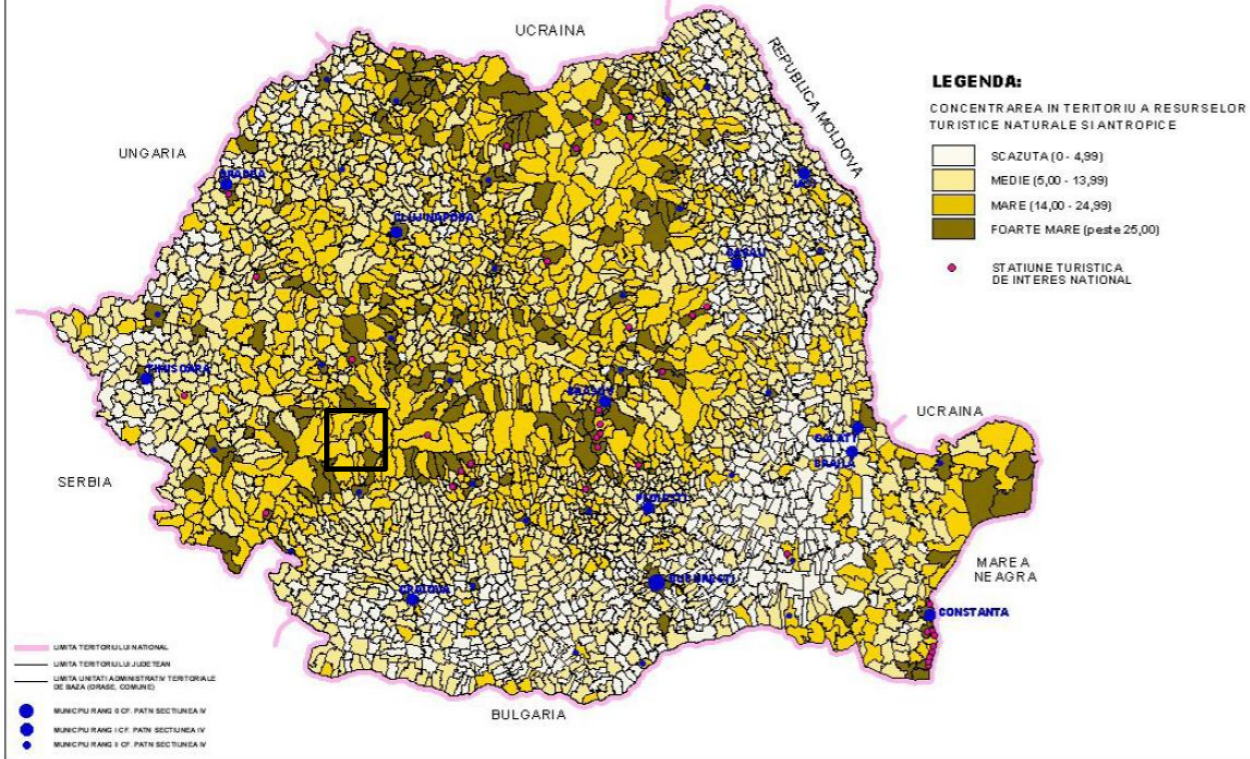 UCRAINA
REPUBLICA MOLDOVA
UNGARIA
ORADEA
IASI
CLUJ NAPOCA
BACAU
TIMISOARA
BRASOV
UCRAINA
GALATI
BRAILA
SERBIA
PLOIESTI
MAREA
NEAGRA
BUCURESTI
CRAIOVA
CONSTANTA
BULGARIA
LEGENDA:
CONCENTRAREA IN TERITORIU A RESURSELOR
TURISTICE NATURALE SI ANTROPICE
SCAZUTA (0 - 4,99)
MEDIE (5,00 - 13,99)
MARE (14,00 - 24,99)
FOARTE MARE (peste 25,00)
STATIUNE TURISTICA
DE INTERES NATIONAL
LIMITA TERITORIULUI NATIONAL
LIMITA TERITORIULUI JUDETEAN
LIMITA UNITATI ADMINISTRATIV TERITORIALE
DE BAZA (ORASE, COMUNE)
MUNICIPIU RANG 0 CF. PATN SECTIUNEA IV
MUNICIPIU RANG I CF. PATN SECTIUNEA IV
MUNICIPIU RANG II CF. PATN SECTIUNEA IV